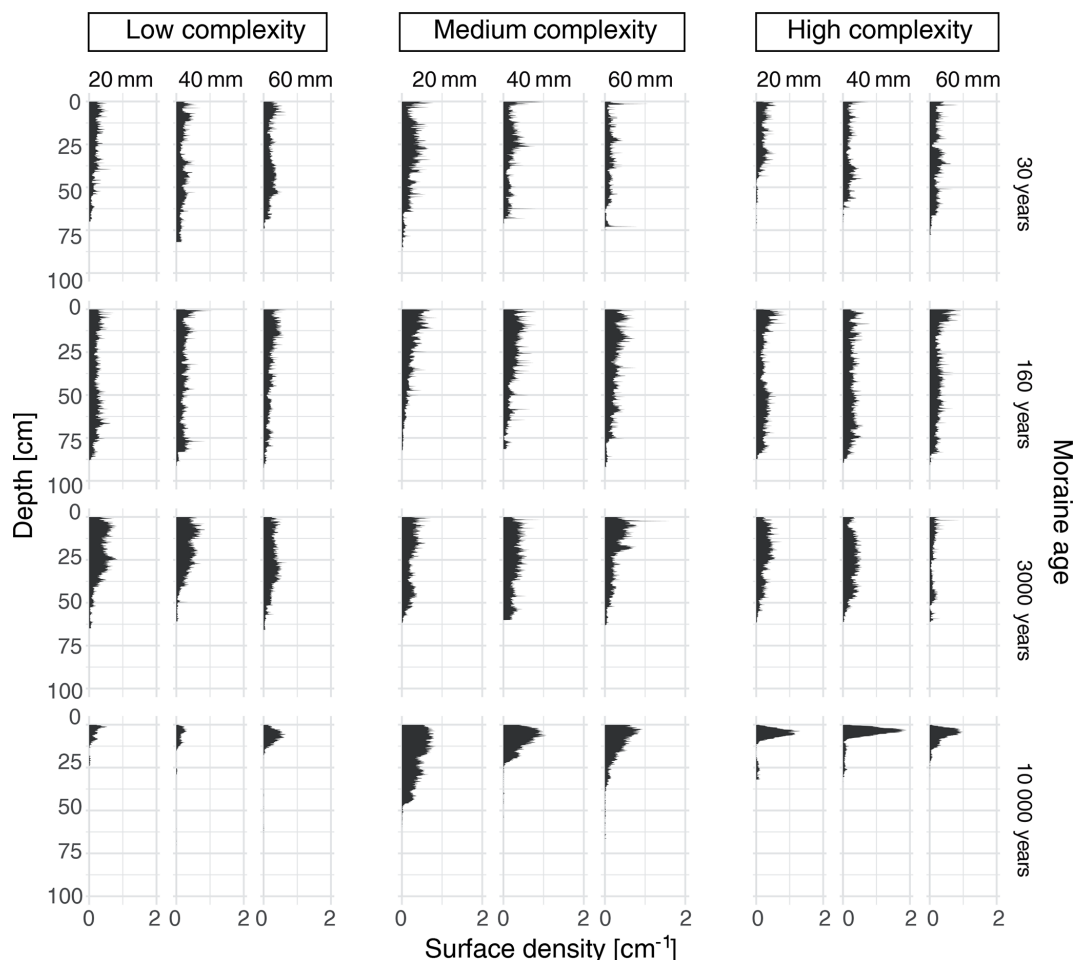 Low complexity Medium complexity High complexity
20 mm 40 mm 60 mm 20 mm 40 mm 60 mm 20 mm 40 mm 60 mm
0
25
50
75
100
30 years
0
25
50
75
100
160 years
0
25
50
75
100
3000 years
0
25
50
75
100
10 000 years
Depth [cm]
Moraine age
0 2 0 2 0 2 0 2 0 2 0 2 0 2 0 2 0 2
Surface density [cm⁻¹]